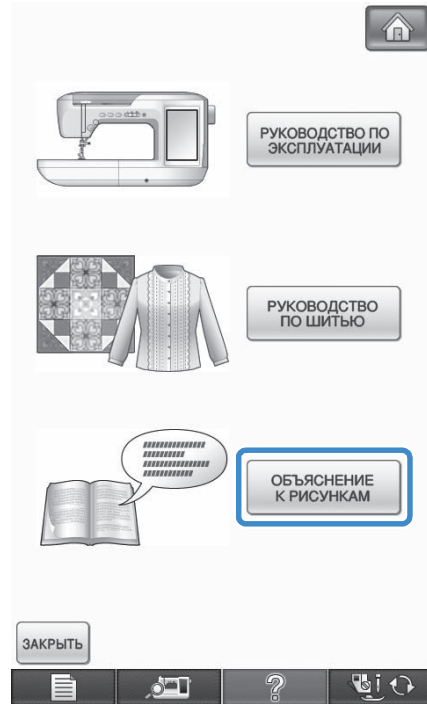 РУКОВОДСТВО ПО
ЭКСПЛУАТАЦИИ
РУКОВОДСТВО
ПО ШИТЬЮ
ОБЪЯСНЕНИЕ
К РИСУНКАМ
ЗАКРЫТЬ